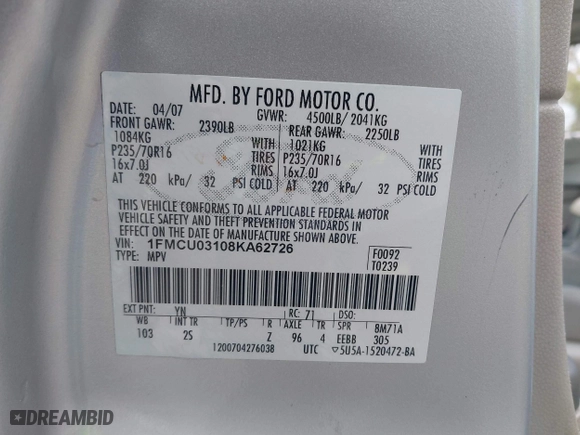 MFD. BY FORD MOTOR CO.
DATE: 04/07 GVWR: 4500LB/ 2041KG
FRONT GAWR: 2390LB REAR GAWR: 2250LB
1084KG WITH 1021KG WITH
P235/70R16 TIRES P235/70R16 TIRES
16x7.0J RIMS 16x7.0J RIMS
AT 220 kPa/ 32 PSI COLD AT 220 kPa/ 32 PSI COLD
THIS VEHICLE CONFORMS TO ALL APPLICABLE FEDERAL MOTOR
VEHICLE SAFETY AND THEFT PREVENTION STANDARDS IN
EFFECT ON THE DATE OF MANUFACTURE SHOWN ABOVE.
VIN: 1FMCU03108KA62726 F0092
TYPE: MPV T0239
EXT PNT: YN RC: 71 DSO:
WB INT TR TP/PS R AXLE TR SPR 8M71A
103 2S Z 96 4 EEBB 305
1200704276038 UTC ▽5U5A-1520472-BA
Ford
DREAMBID